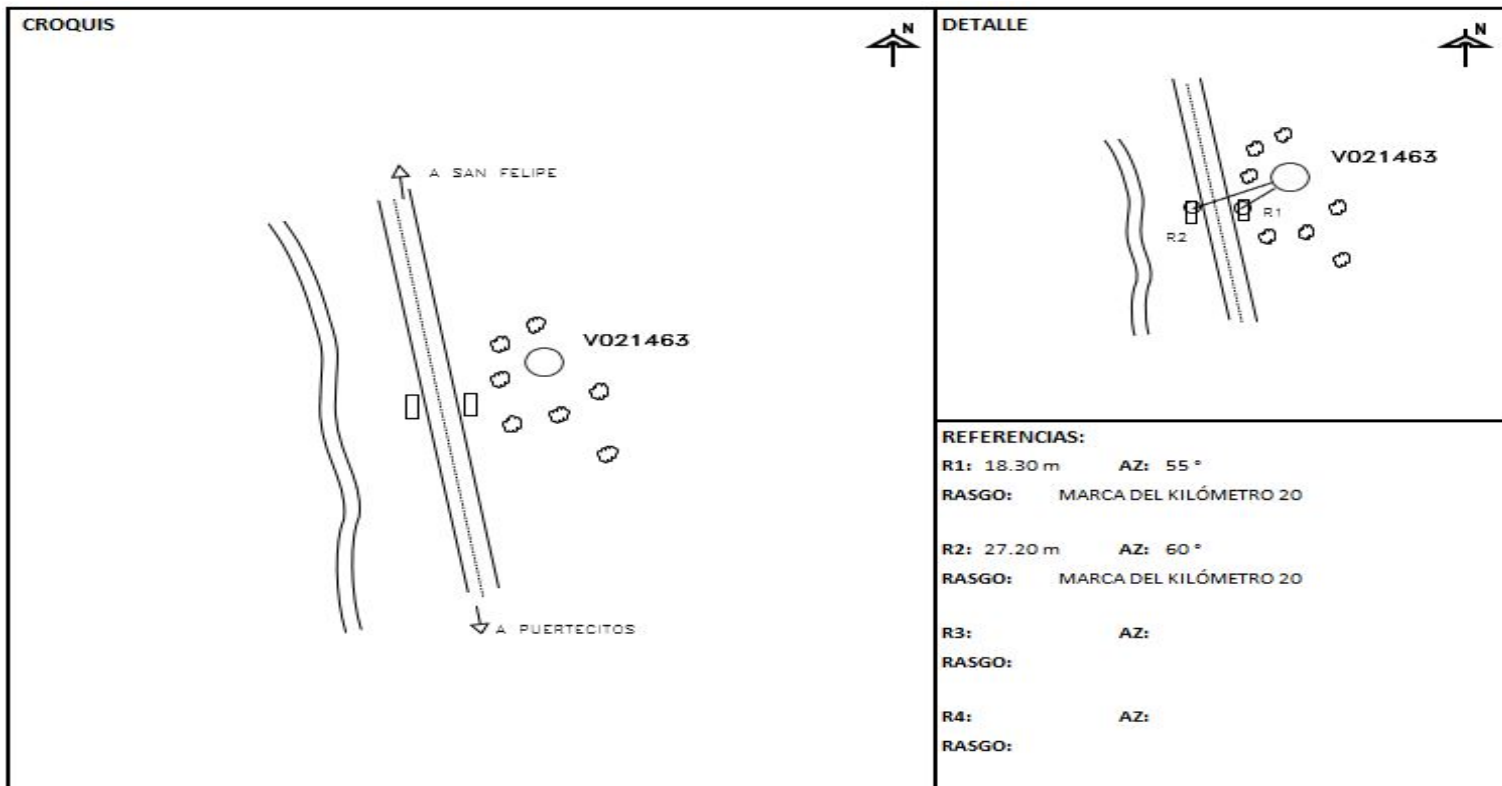 CROQUIS
N
A SAN FELIPE
V021463
A PUERTECITOS
DETALLE
N
V021463
R1
R2
REFERENCIAS:
R1: 18.30 m AZ: 55 °
RASGO: MARCA DEL KILÓMETRO 20
R2: 27.20 m AZ: 60 °
RASGO: MARCA DEL KILÓMETRO 20
R3: AZ:
RASGO:
R4: AZ:
RASGO: